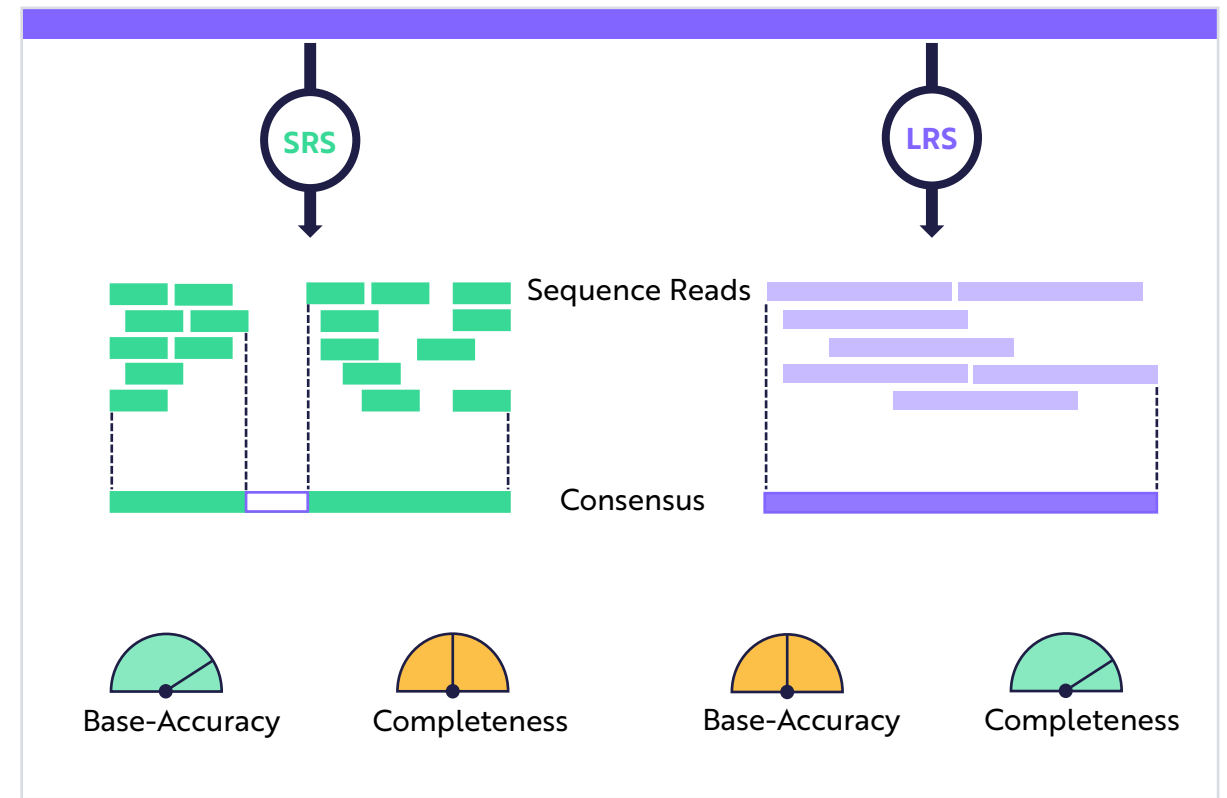 SRS
LRS
Sequence Reads
Consensus
Base-Accuracy
Completeness
Base-Accuracy
Completeness